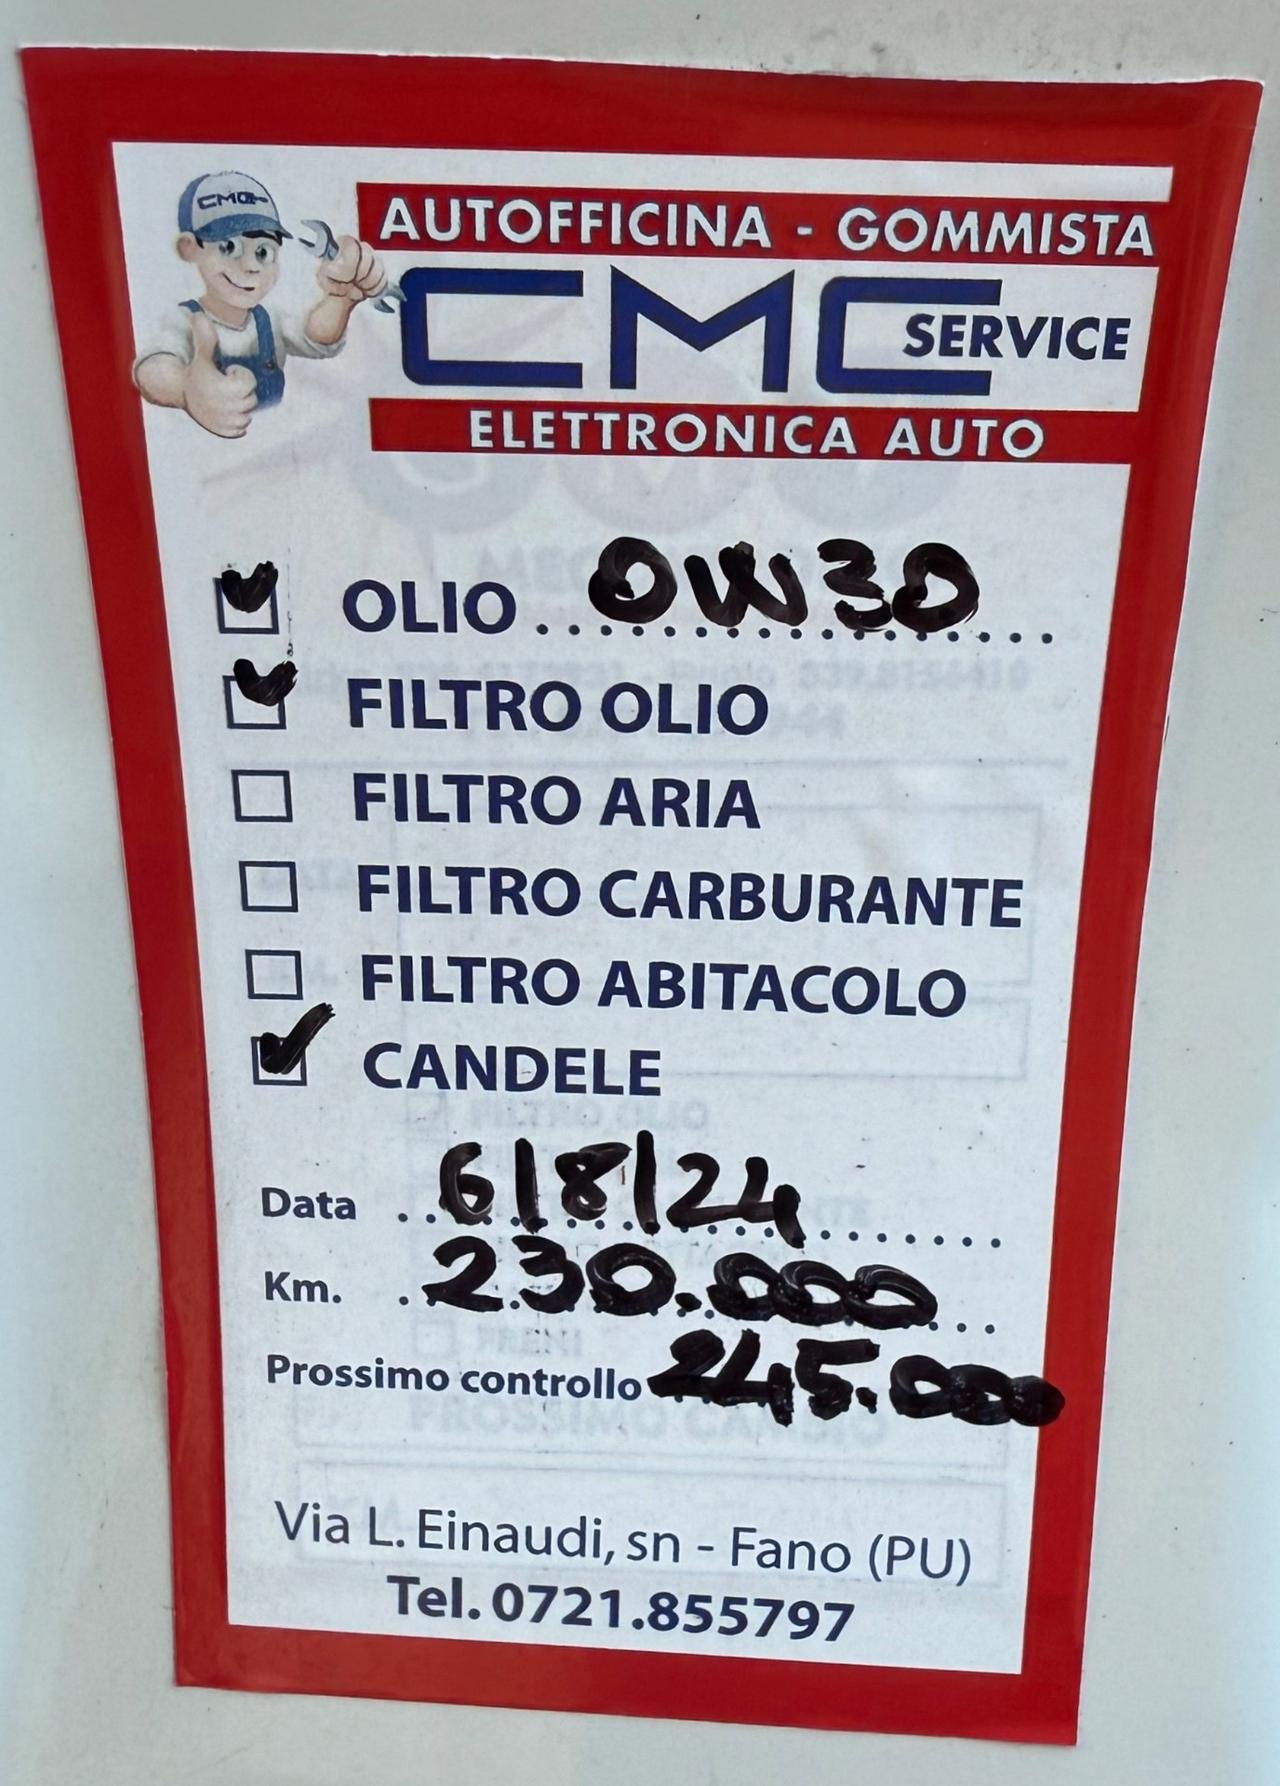 CMC
AUTOFFICINA - GOMMISTA
CMC SERVICE
ELETTRONICA AUTO
OLIO 0W30
FILTRO OLIO
FILTRO ARIA
FILTRO CARBURANTE
FILTRO ABITACOLO
CANDELE
Data 6/8/24
Km. 230.000
Prossimo controllo 245.000
Via L. Einaudi, sn - Fano (PU)
Tel. 0721.855797